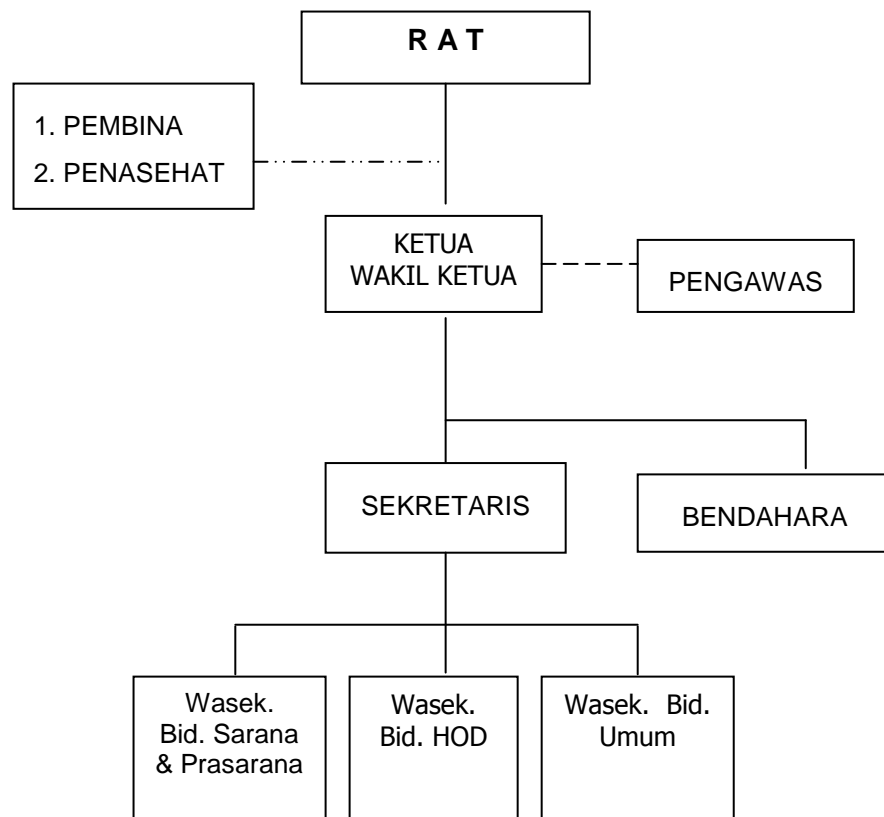 R A T
1. PEMBINA
2. PENASEHAT
KETUA
WAKIL KETUA
PENGAWAS
SEKRETARIS
BENDAHARA
Wasek.
Bid. Sarana
& Prasarana
Wasek.
Bid. HOD
Wasek. Bid.
Umum